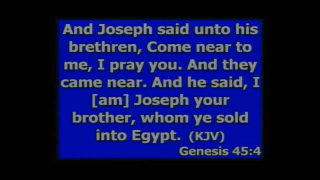 And Joseph said unto his
brethren, Come near to
me, I pray you. And they
came near. And he said, I
[am] Joseph your
brother, whom ye sold
into Egypt. (KJV)
Genesis 45:4